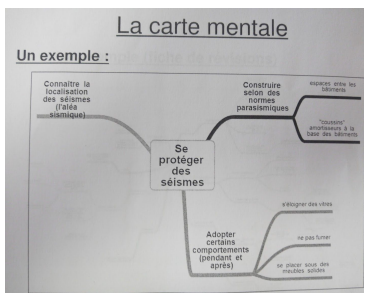 La carte mentale
Un exemple :
Connaître la
localisation
des séismes
(l'aléa
sismique)
Construire
selon des
normes
parasismiques
espaces entre les
bâtiments
"coussins"
amortisseurs à la
base des bâtiments
Se
protéger
des
séismes
Adopter
certains
comportements
(pendant et
après)
s'éloigner des vitres
ne pas fumer
se placer sous des
meubles solides